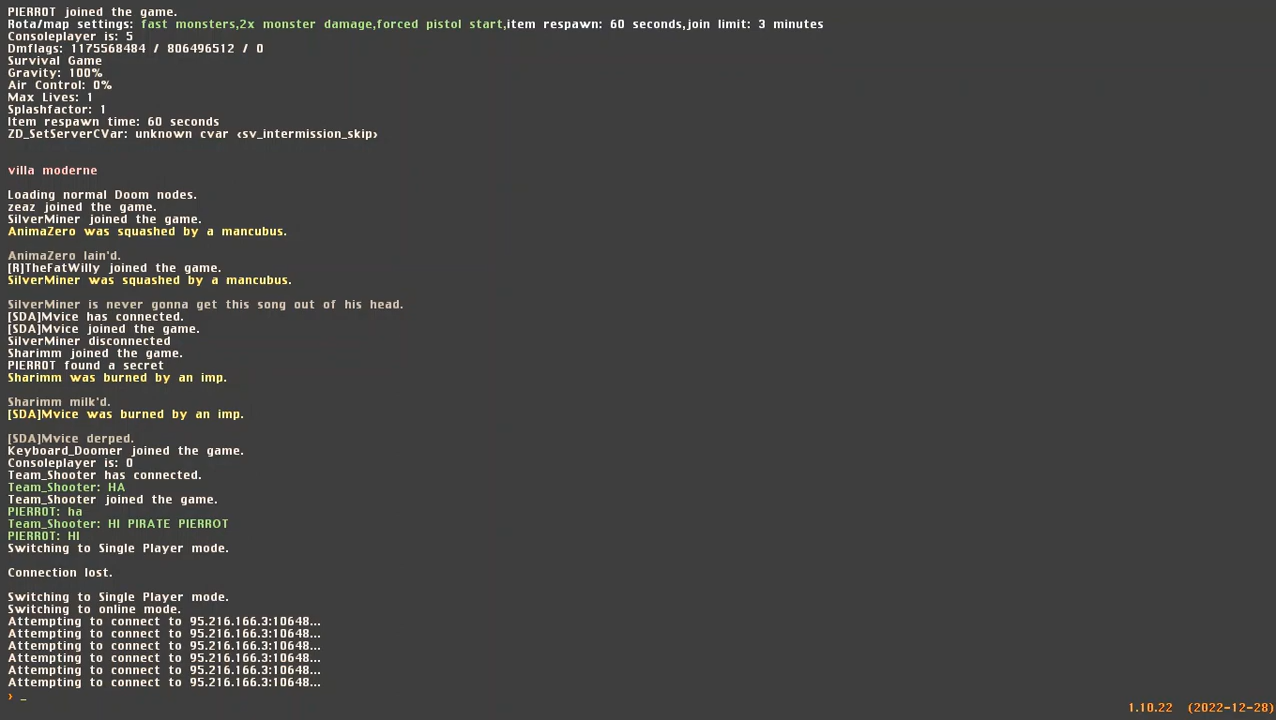 PIERROT joined the game.
Rota/map settings: fast monsters,2x monster damage,forced pistol start,item respawn: 60 seconds,join limit: 3 minutes
Consoleplayer is: 5
Dmflags: 1175568484 / 806496512 / 0
Survival Game
Gravity: 100%
Air Control: 0%
Max Lives: 1
Splashfactor: 1
Item respawn time: 60 seconds
ZD_SetServerCVar: unknown cvar <sv_intermission_skip>
villa moderne
Loading normal Doom nodes.
zeaz joined the game.
SilverMiner joined the game.
AnimaZero was squashed by a mancubus.
AnimaZero lain'd.
[R]TheFatWilly joined the game.
SilverMiner was squashed by a mancubus.
SilverMiner is never gonna get this song out of his head.
[SDA]Mvice has connected.
[SDA]Mvice joined the game.
SilverMiner disconnected
Sharimm joined the game.
PIERROT found a secret
Sharimm was burned by an imp.
Sharimm milk'd.
[SDA]Mvice was burned by an imp.
[SDA]Mvice derped.
Keyboard_Doomer joined the game.
Consoleplayer is: 0
Team_Shooter has connected.
Team_Shooter: HA
Team_Shooter joined the game.
PIERROT: ha
Team_Shooter: HI PIRATE PIERROT
PIERROT: HI
Switching to Single Player mode.
Connection lost.
Switching to Single Player mode.
Switching to online mode.
Attempting to connect to 95.216.166.3:10648...
Attempting to connect to 95.216.166.3:10648...
Attempting to connect to 95.216.166.3:10648...
Attempting to connect to 95.216.166.3:10648...
Attempting to connect to 95.216.166.3:10648...
Attempting to connect to 95.216.166.3:10648...
> _
1.10.22 (2022-12-28)